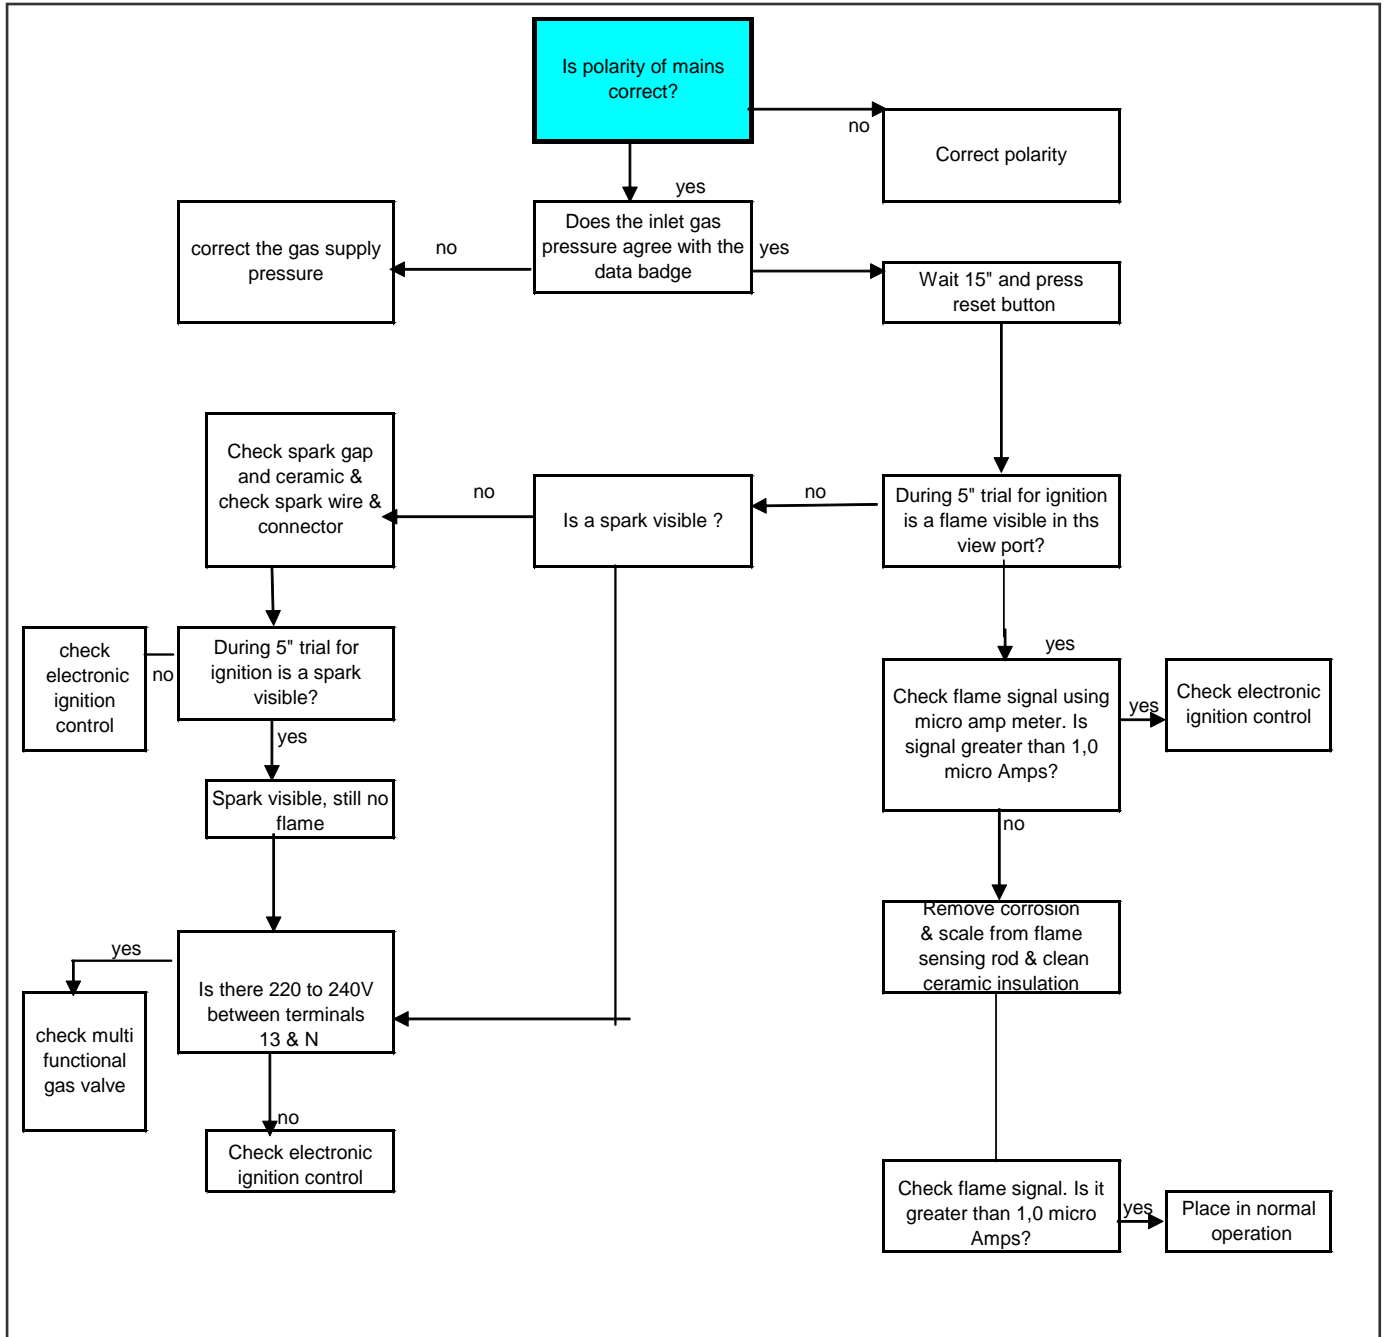 Is polarity of mains
correct?
no
Correct polarity
yes
Does the inlet gas
pressure agree with the
data badge
no
correct the gas supply
pressure
yes
Wait 15" and press
reset button
During 5" trial for ignition
is a flame visible in ths
view port?
no
Is a spark visible ?
no
Check spark gap
and ceramic &
check spark wire &
connector
During 5" trial for
ignition is a spark
visible?
no
check
electronic
ignition
control
yes
Spark visible, still no
flame
Is there 220 to 240V
between terminals
13 & N
yes
check multi
functional
gas valve
no
Check electronic
ignition control
yes
Check flame signal using
micro amp meter. Is
signal greater than 1,0
micro Amps?
yes
Check electronic
ignition control
no
Remove corrosion
& scale from flame
sensing rod & clean
ceramic insulation
Check flame signal. Is it
greater than 1,0 micro
Amps?
yes
Place in normal
operation